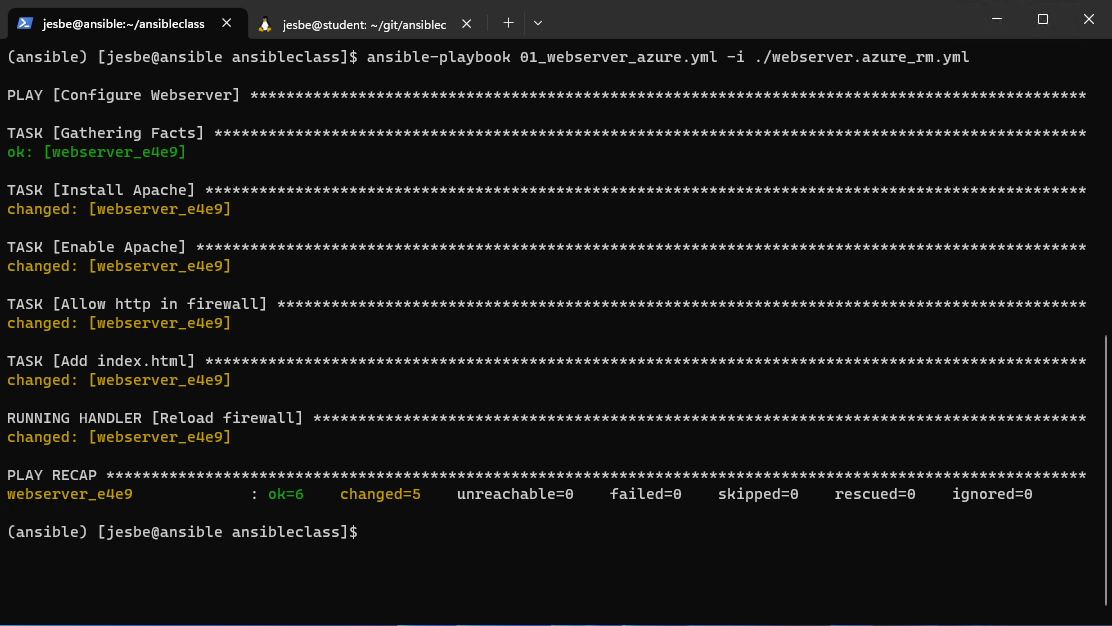 jesbe@ansible:~/ansibleclass
jesbe@student: ~/git/ansiblec
(ansible) [jesbe@ansible ansibleclass]$ ansible-playbook 01_webserver_azure.yml -i ./webserver.azure_rm.yml
PLAY [Configure Webserver] *********************************************************************************************
TASK [Gathering Facts] *************************************************************************************************
ok: [webserver_e4e9]
TASK [Install Apache] **************************************************************************************************
changed: [webserver_e4e9]
TASK [Enable Apache] ***************************************************************************************************
changed: [webserver_e4e9]
TASK [Allow http in firewall] ******************************************************************************************
changed: [webserver_e4e9]
TASK [Add index.html] **************************************************************************************************
changed: [webserver_e4e9]
RUNNING HANDLER [Reload firewall] **************************************************************************************
changed: [webserver_e4e9]
PLAY RECAP *************************************************************************************************************
webserver_e4e9             : ok=6    changed=5    unreachable=0    failed=0    skipped=0    rescued=0    ignored=0
(ansible) [jesbe@ansible ansibleclass]$